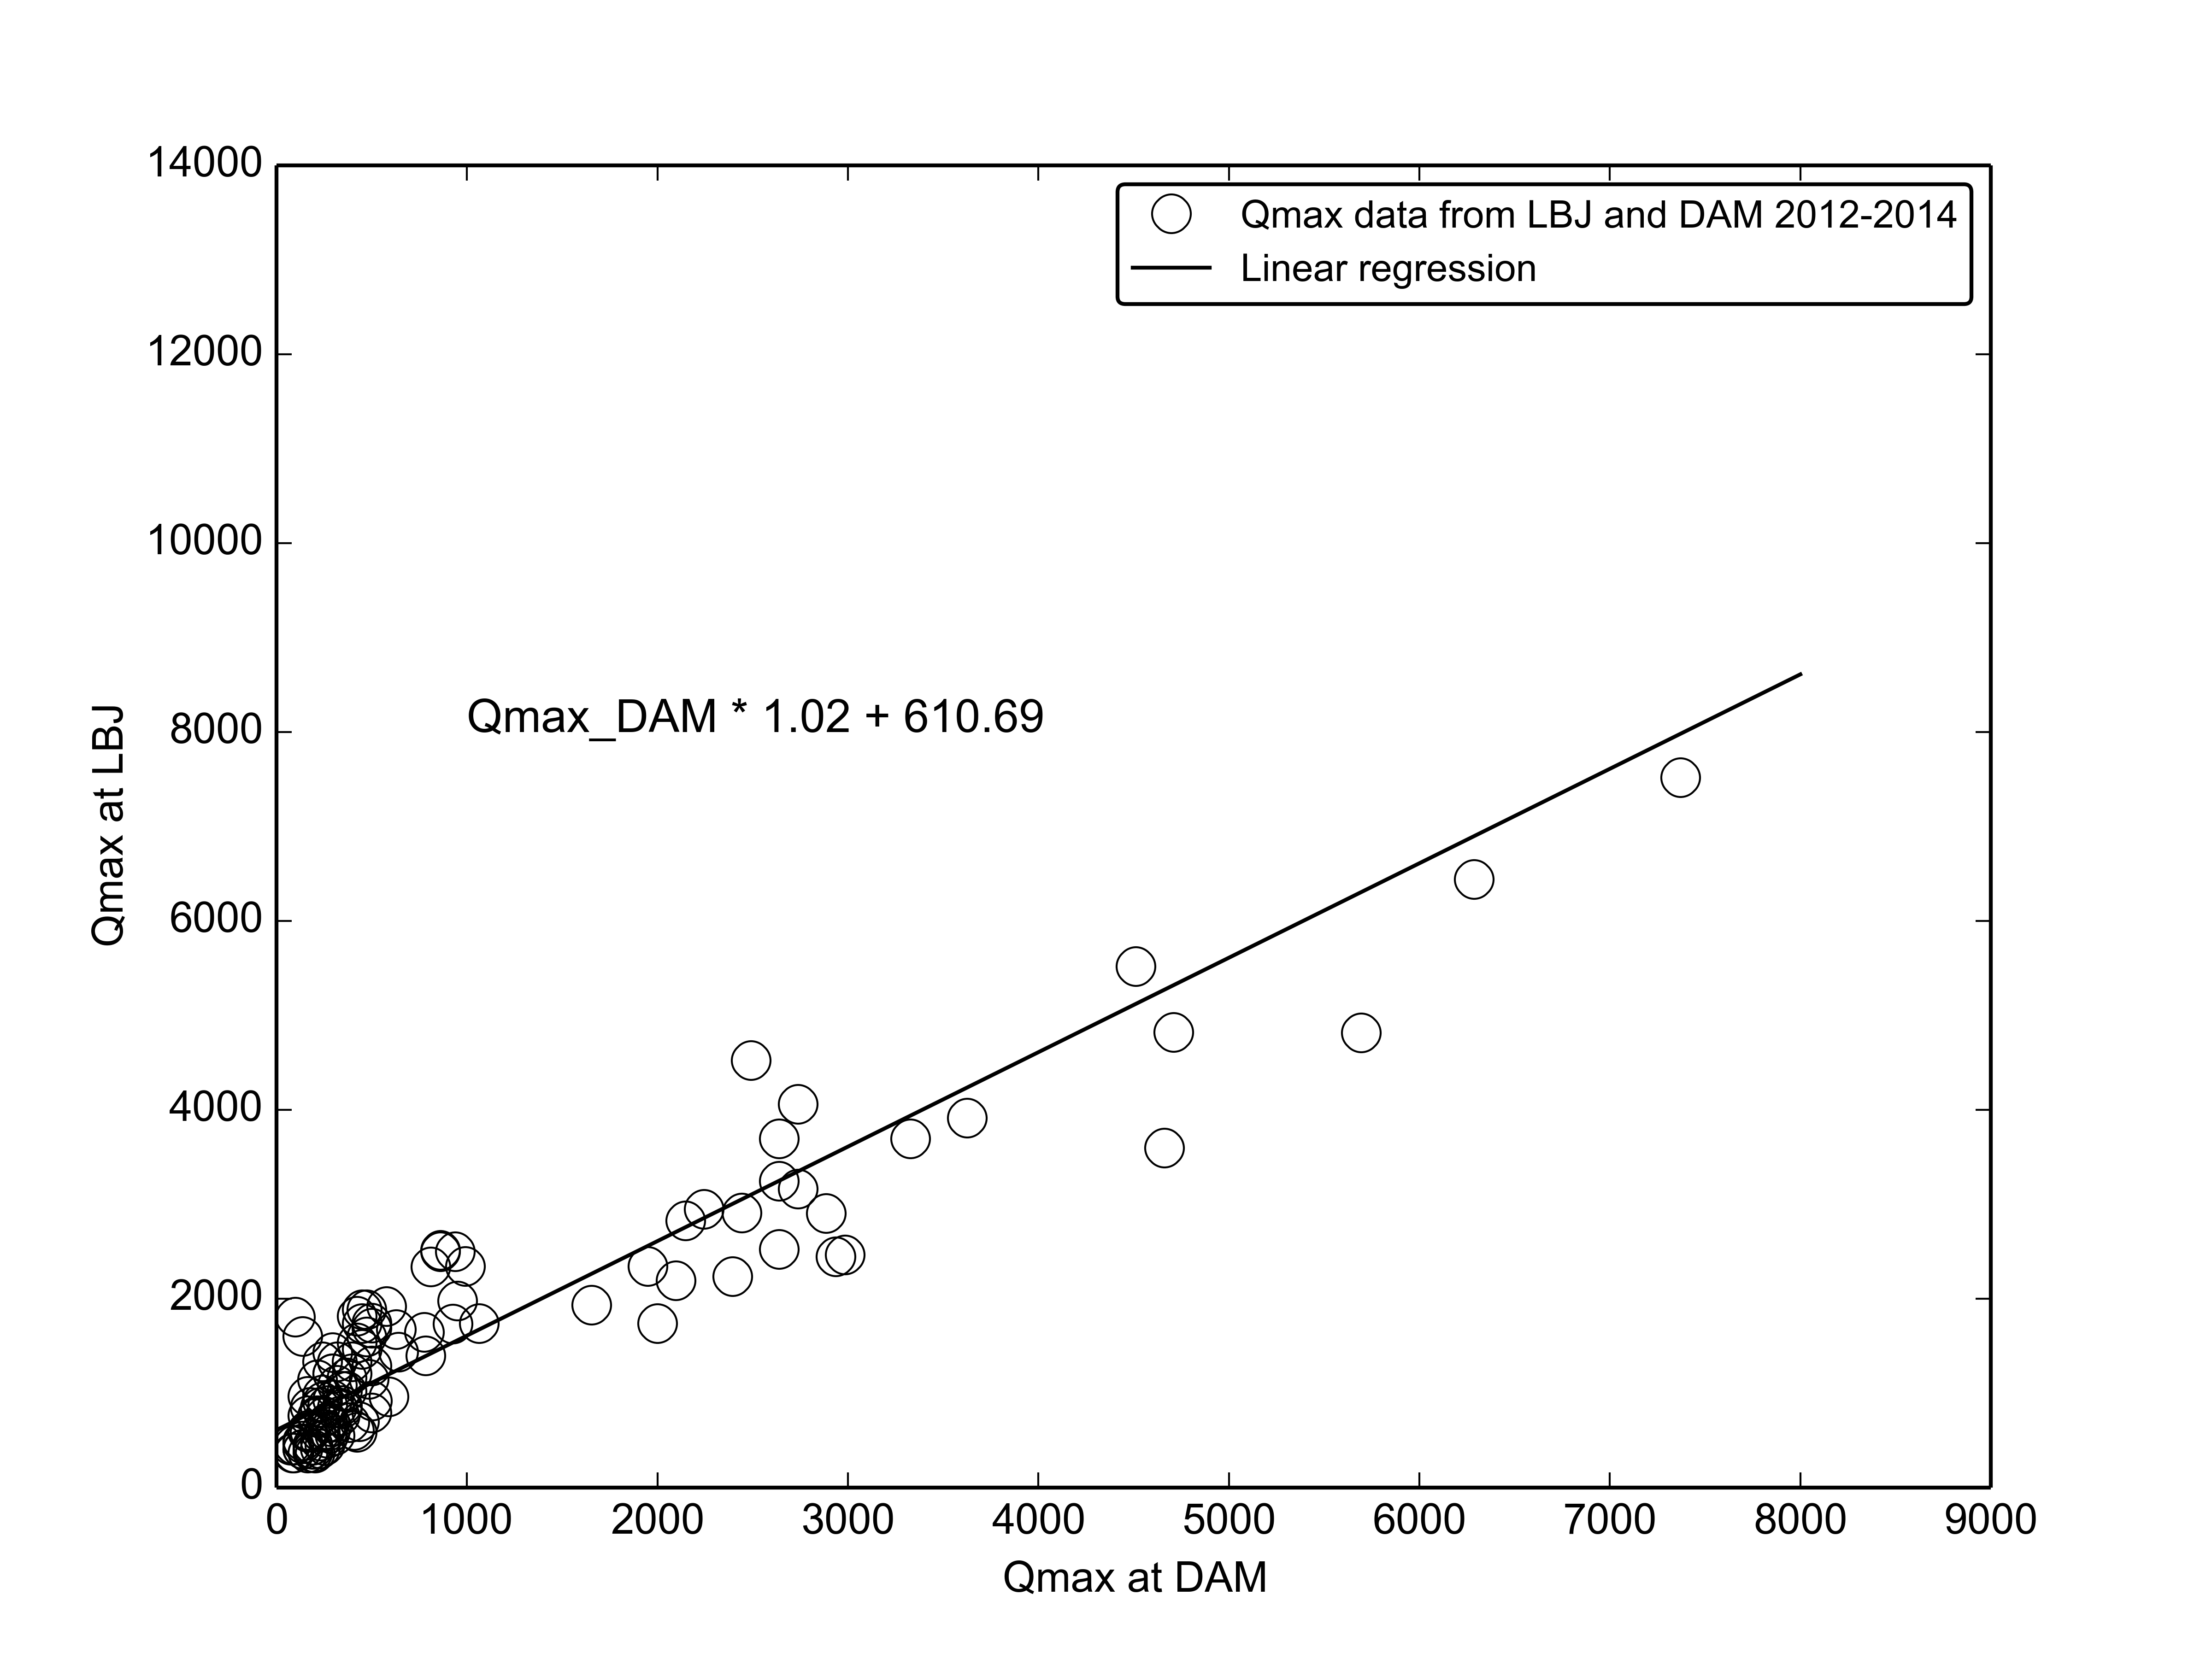 14000
12000
10000
8000
6000
4000
2000
0
Qmax at LBJ
Qmax data from LBJ and DAM 2012-2014
Linear regression
Qmax_DAM * 1.02 + 610.69
0 1000 2000 3000 4000 5000 6000 7000 8000 9000
Qmax at DAM